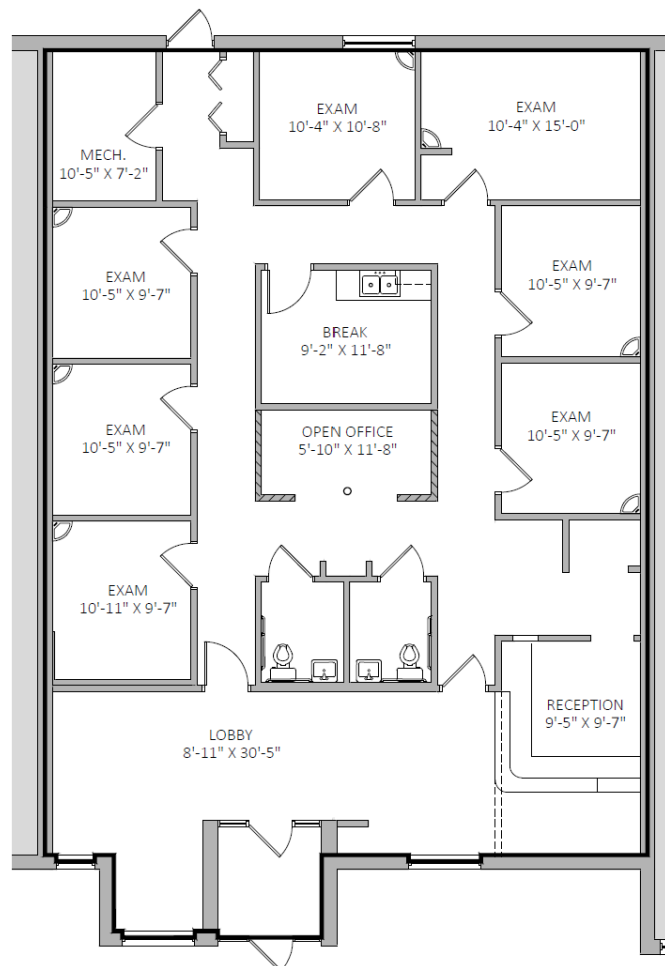 EXAM
10'-4" X 10'-8"
EXAM
10'-4" X 15'-0"
MECH.
10'-5" X 7'-2"
EXAM
10'-5" X 9'-7"
EXAM
10'-5" X 9'-7"
BREAK
9'-2" X 11'-8"
EXAM
10'-5" X 9'-7"
OPEN OFFICE
5'-10" X 11'-8"
EXAM
10'-5" X 9'-7"
EXAM
10'-11" X 9'-7"
RECEPTION
9'-5" X 9'-7"
LOBBY
8'-11" X 30'-5"